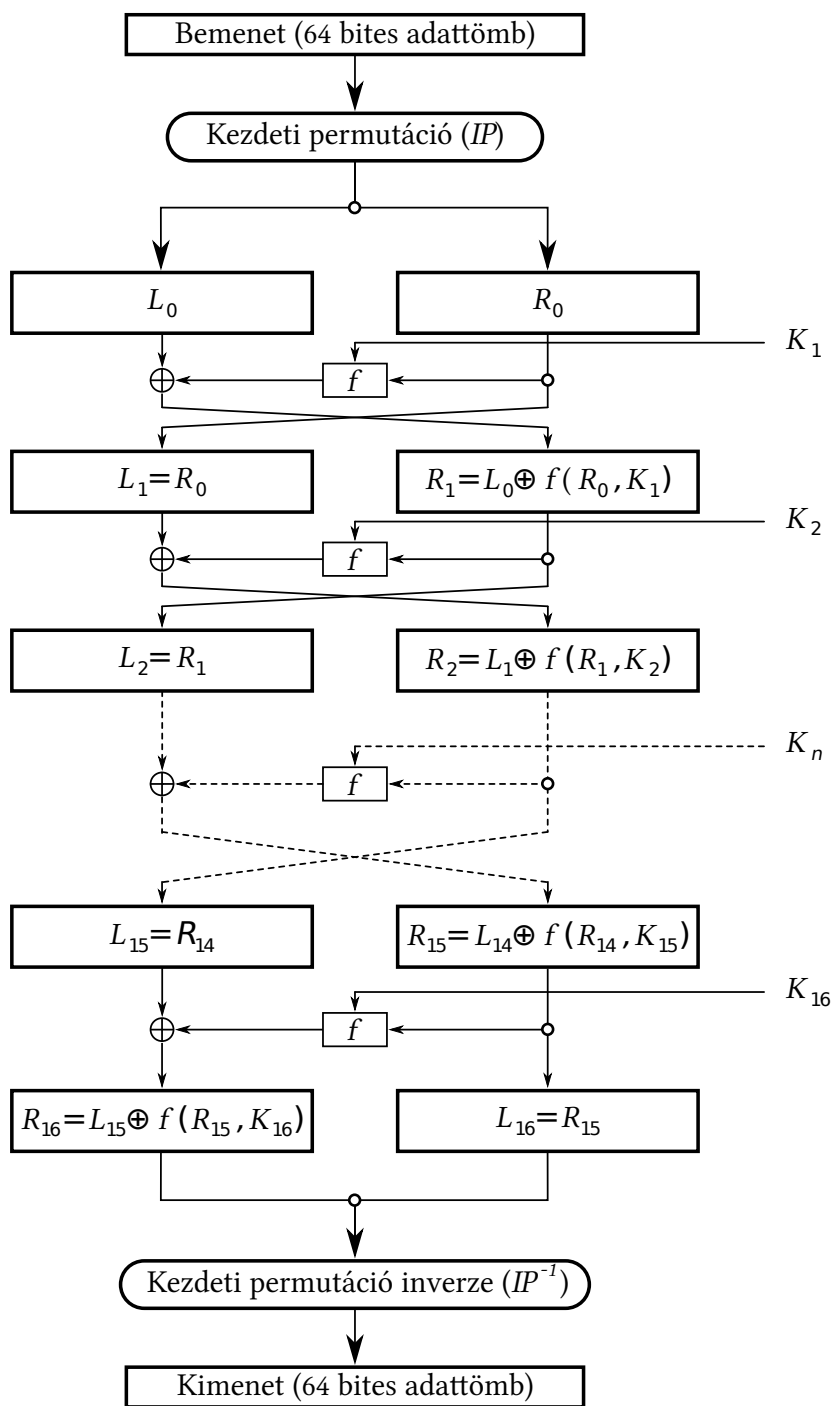 Bemenet (64 bites adattömb)
Kezdeti permutáció (IP)
L₀
R₀
K₁
f
L₁=R₀
R₁=L₀⊕ f(R₀,K₁)
K₂
f
L₂=R₁
R₂=L₁⊕ f(R₁,K₂)
Kₙ
f
L₁₅=R₁₄
R₁₅=L₁₄⊕ f(R₁₄,K₁₅)
K₁₆
f
R₁₆=L₁₅⊕ f(R₁₅,K₁₆)
L₁₆=R₁₅
Kezdeti permutáció inverze (IP⁻¹)
Kimenet (64 bites adattömb)